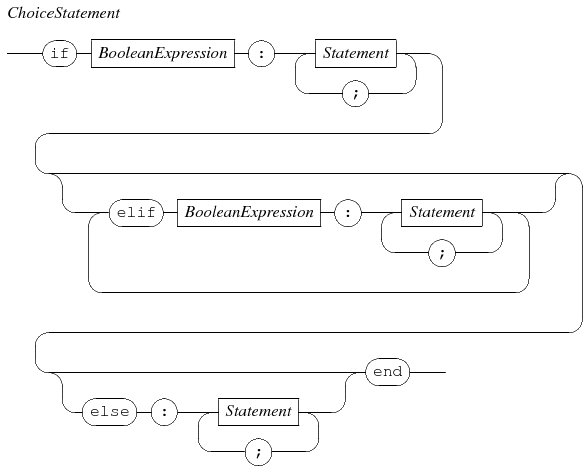 ChoiceStatement
if BooleanExpression : Statement
;
elif BooleanExpression : Statement
;
end
else : Statement
;